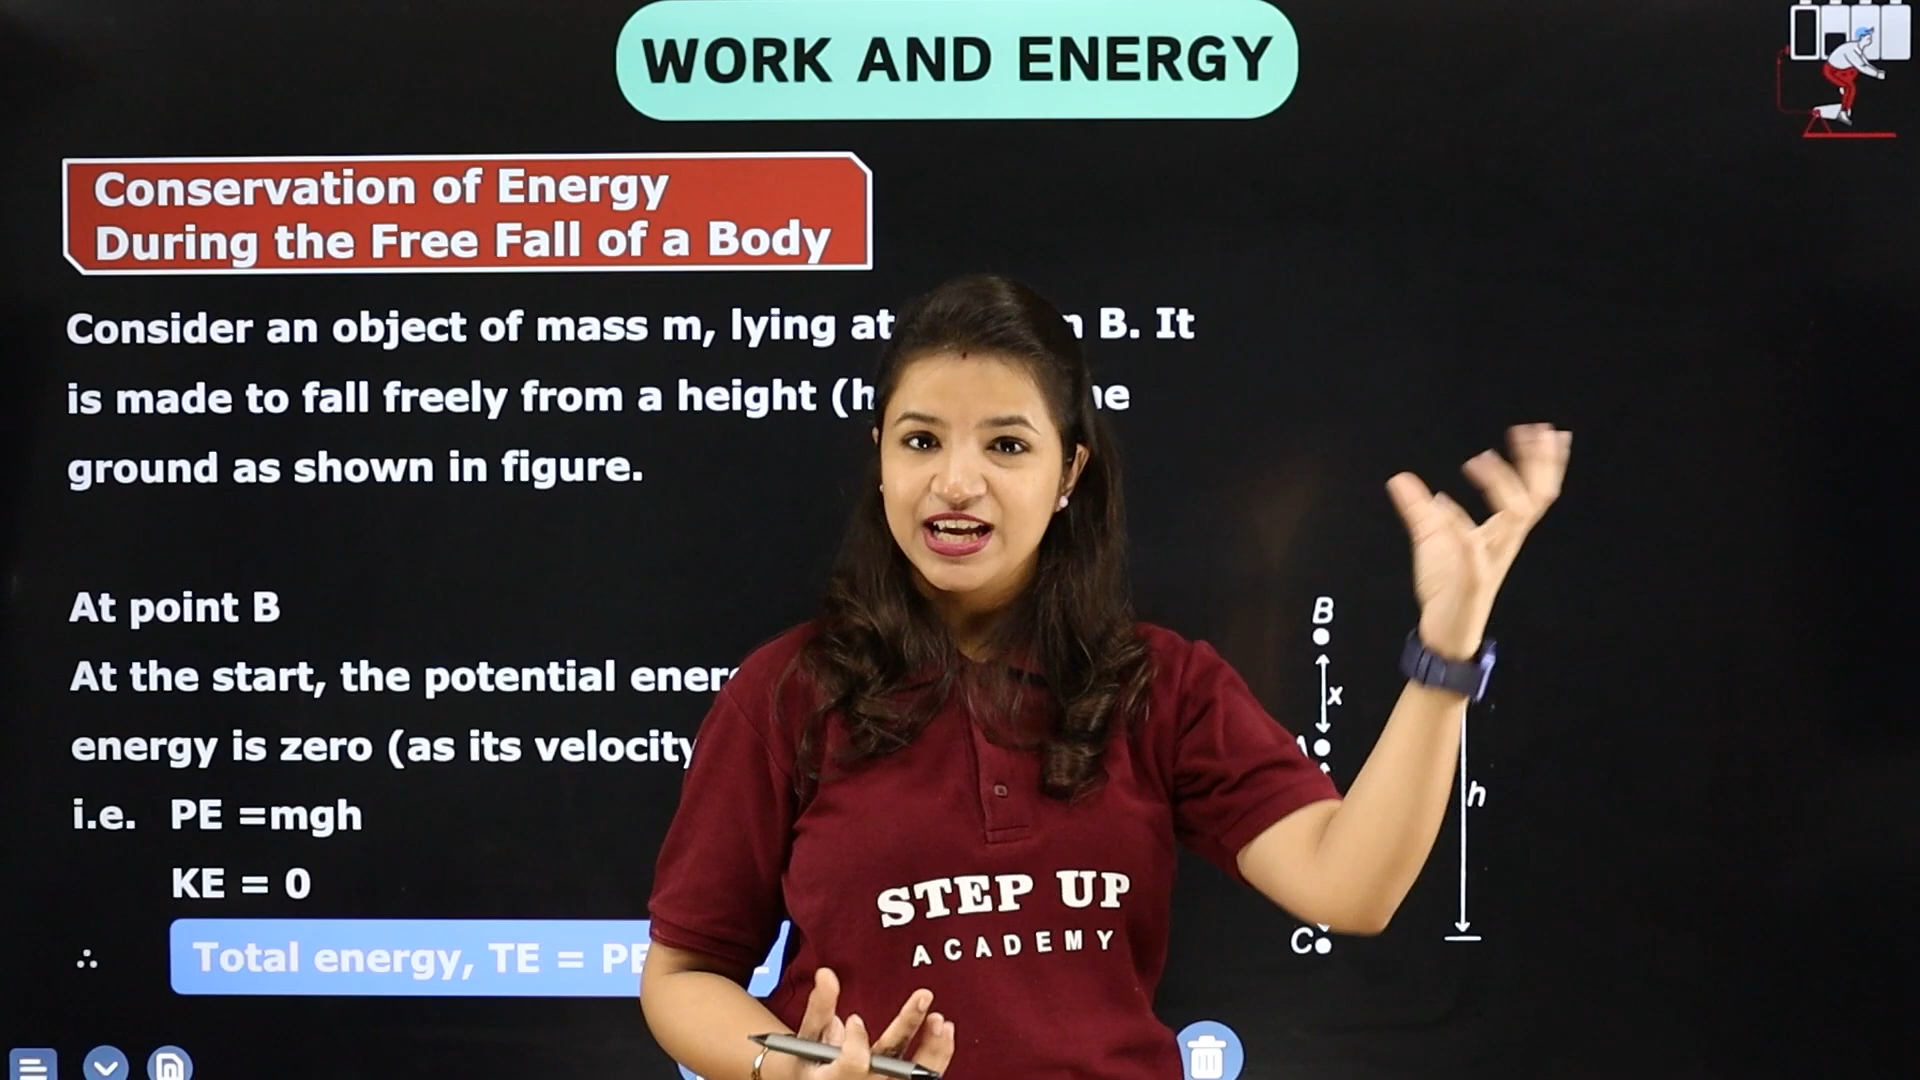 WORK AND ENERGY
Conservation of Energy
During the Free Fall of a Body
Consider an object of mass m, lying at B. It
is made to fall freely from a height (h
ground as shown in figure.
At point B
At the start, the potential
energy is zero (as its velocity
i.e. PE =mgh
KE = 0
∴ Total energy, TE = PE
B
x
A
h
C
STEP UP
ACADEMY